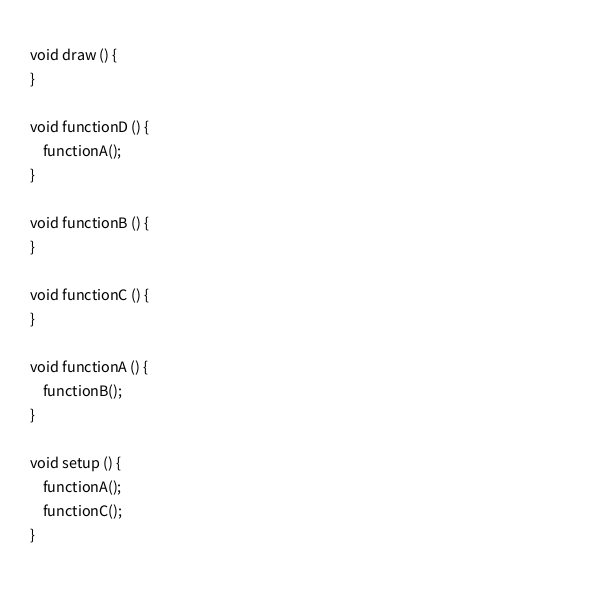 void draw () {
}
void functionD () {
functionA();
}
void functionB () {
}
void functionC () {
}
void functionA () {
functionB();
}
void setup () {
functionA();
functionC();
}